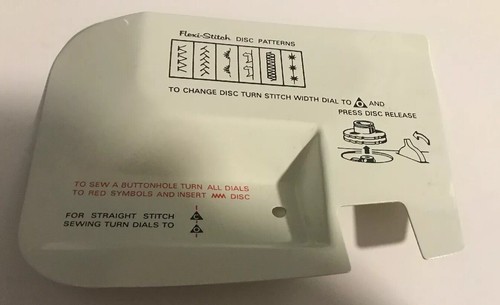 Flexi-Stitch DISC PATTERNS
TO CHANGE DISC TURN STITCH WIDTH DIAL TO AND
PRESS DISC RELEASE
TO SEW A BUTTONHOLE TURN ALL DIALS
TO RED SYMBOLS AND INSERT DISC
FOR STRAIGHT STITCH
SEWING TURN DIALS TO